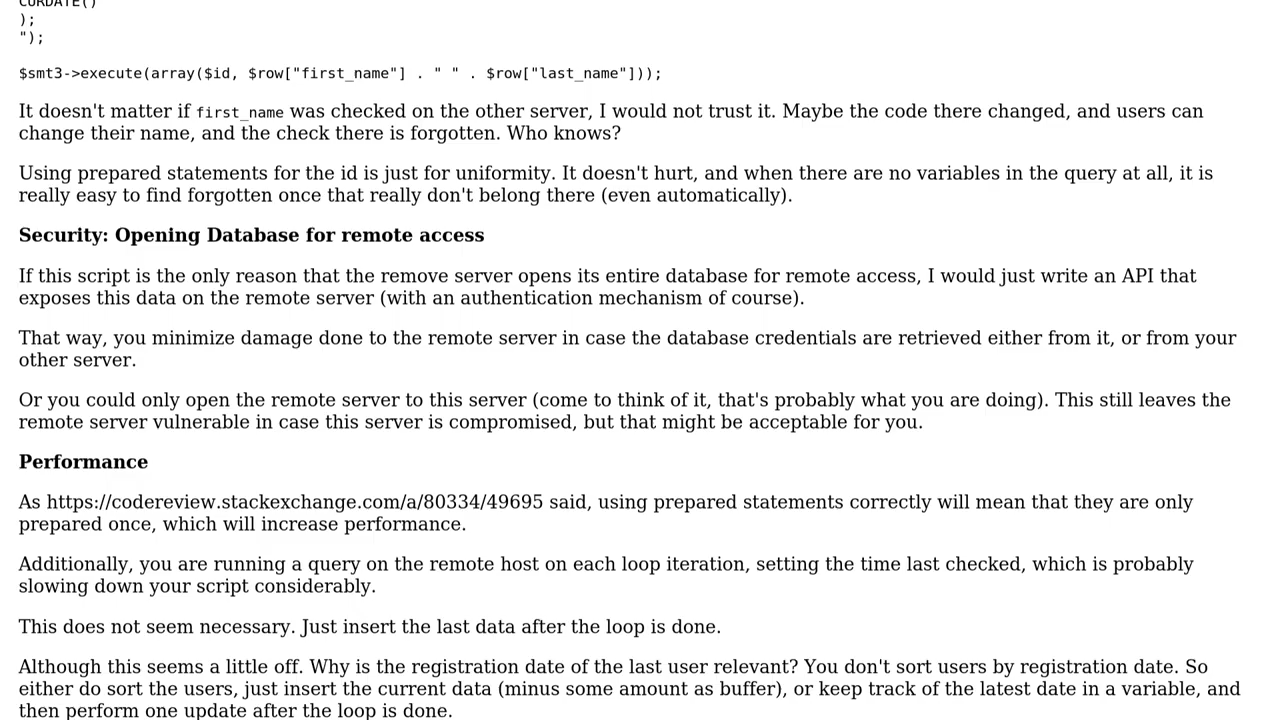 CURDATE()
);
");
$smt3->execute(array($id, $row["first_name"] . " " . $row["last_name"]));
It doesn't matter if first_name was checked on the other server, I would not trust it. Maybe the code there changed, and users can
change their name, and the check there is forgotten. Who knows?
Using prepared statements for the id is just for uniformity. It doesn't hurt, and when there are no variables in the query at all, it is
really easy to find forgotten once that really don't belong there (even automatically).
Security: Opening Database for remote access
If this script is the only reason that the remove server opens its entire database for remote access, I would just write an API that
exposes this data on the remote server (with an authentication mechanism of course).
That way, you minimize damage done to the remote server in case the database credentials are retrieved either from it, or from your
other server.
Or you could only open the remote server to this server (come to think of it, that's probably what you are doing). This still leaves the
remote server vulnerable in case this server is compromised, but that might be acceptable for you.
Performance
As https://codereview.stackexchange.com/a/80334/49695 said, using prepared statements correctly will mean that they are only
prepared once, which will increase performance.
Additionally, you are running a query on the remote host on each loop iteration, setting the time last checked, which is probably
slowing down your script considerably.
This does not seem necessary. Just insert the last data after the loop is done.
Although this seems a little off. Why is the registration date of the last user relevant? You don't sort users by registration date. So
either do sort the users, just insert the current data (minus some amount as buffer), or keep track of the latest date in a variable, and
then perform one update after the loop is done.